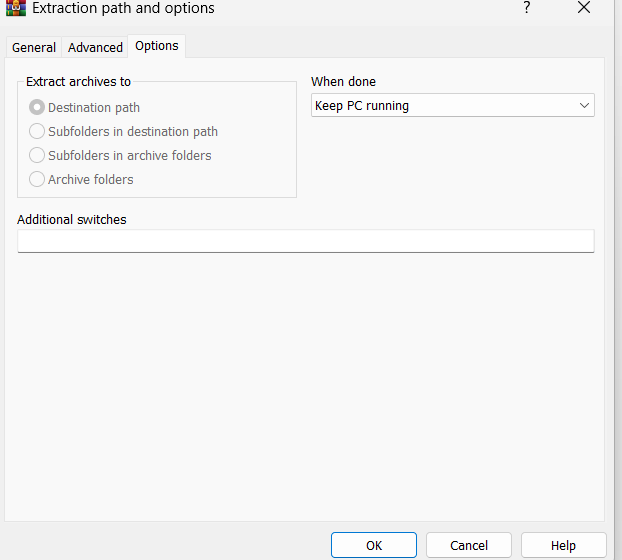 Extraction path and options
?
General
Advanced
Options
Extract archives to
Destination path
Subfolders in destination path
Subfolders in archive folders
Archive folders
When done
Keep PC running
Additional switches
OK
Cancel
Help